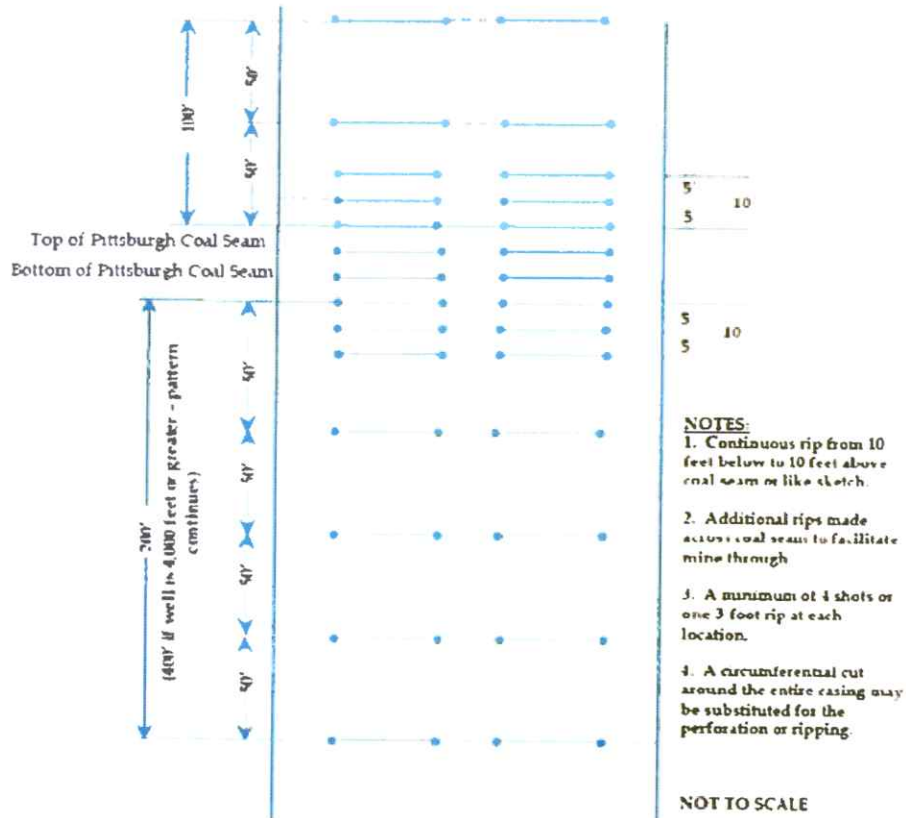 100'
50'
50'
5'
5
10
Top of Pittsburgh Coal Seam
Bottom of Pittsburgh Coal Seam
5
5
10
200'
(400' if well is 4,000 feet or greater - pattern
continues)
50'
50'
50'
50'
NOTES:
1. Continuous rip from 10
feet below to 10 feet above
coal seam or like sketch.
2. Additional rips made
across coal seam to facilitate
mine through
3. A minimum of 4 shots or
one 3 foot rip at each
location.
4. A circumferential cut
around the entire casing may
be substituted for the
perforation or ripping.
NOT TO SCALE